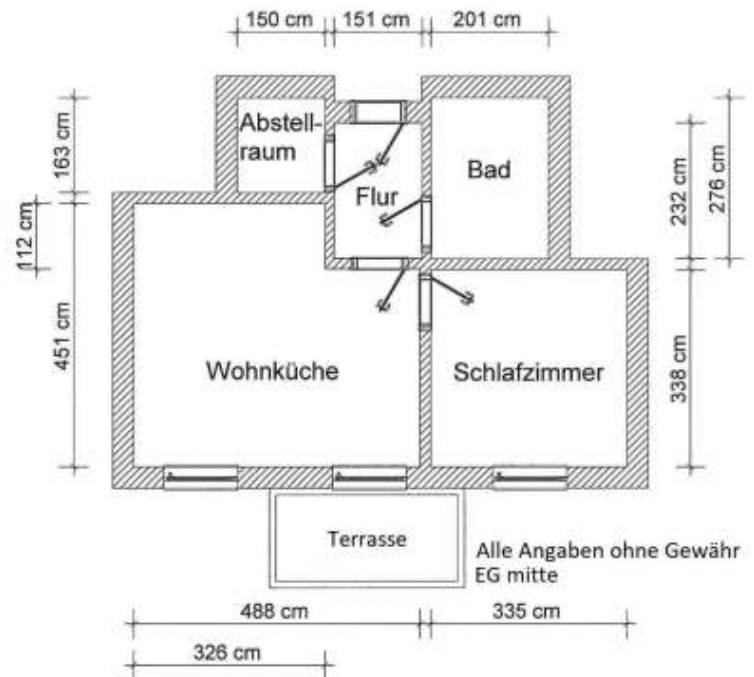 150 cm 151 cm 201 cm
163 cm
Abstell-
raum
Flur
Bad
232 cm
276 cm
112 cm
451 cm
Wohnküche
Schlafzimmer
338 cm
Terrasse
Alle Angaben ohne Gewähr
EG mitte
488 cm 335 cm
326 cm